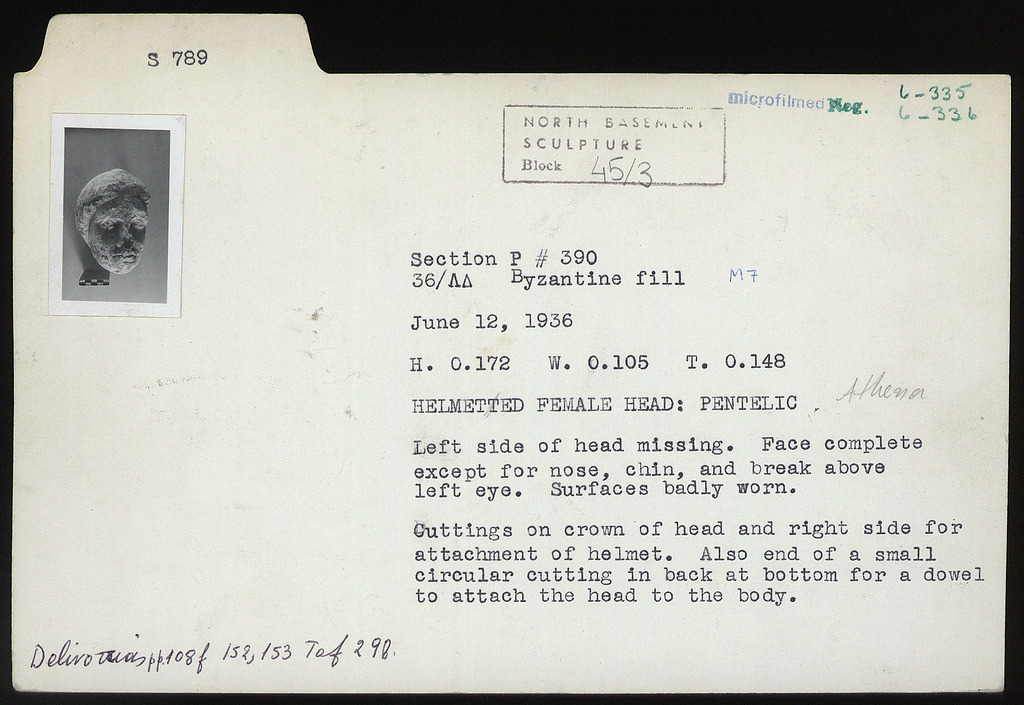 S 789
microfilmed Neg. 6-335
6-336
NORTH BASEMENT
SCULPTURE
Block 45/3
Section P # 390
36/ΛΔ Byzantine fill M7
June 12, 1936
H. 0.172 W. 0.105 T. 0.148
HELMETTED FEMALE HEAD: PENTELIC. Athena
Left side of head missing. Face complete
except for nose, chin, and break above
left eye. Surfaces badly worn.
Cuttings on crown of head and right side for
attachment of helmet. Also end of a small
circular cutting in back at bottom for a dowel
to attach the head to the body.
Delivorrias pp. 108f 152, 153 Taf 298.